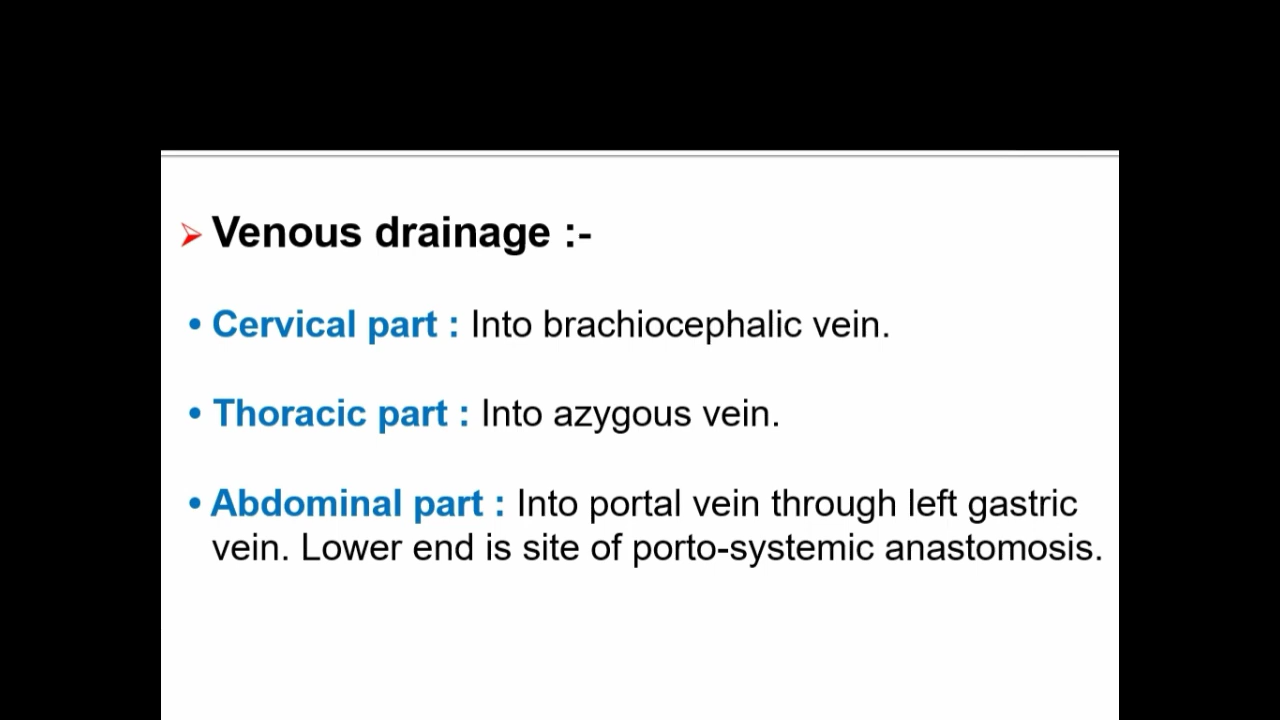 Venous drainage :-
• Cervical part : Into brachiocephalic vein.
• Thoracic part : Into azygous vein.
• Abdominal part : Into portal vein through left gastric
vein. Lower end is site of porto-systemic anastomosis.